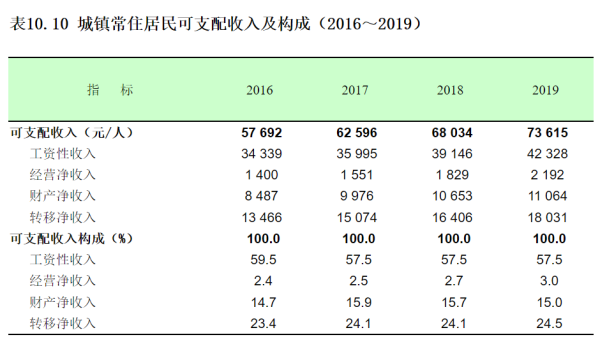 表10.10 城镇常住居民可支配收入及构成（2016～2019）
指 标 2016 2017 2018 2019
可支配收入（元/人） 57 692 62 596 68 034 73 615
工资性收入 34 339 35 995 39 146 42 328
经营净收入 1 400 1 551 1 829 2 192
财产净收入 8 487 9 976 10 653 11 064
转移净收入 13 466 15 074 16 406 18 031
可支配收入构成（%） 100.0 100.0 100.0 100.0
工资性收入 59.5 57.5 57.5 57.5
经营净收入 2.4 2.5 2.7 3.0
财产净收入 14.7 15.9 15.7 15.0
转移净收入 23.4 24.1 24.1 24.5